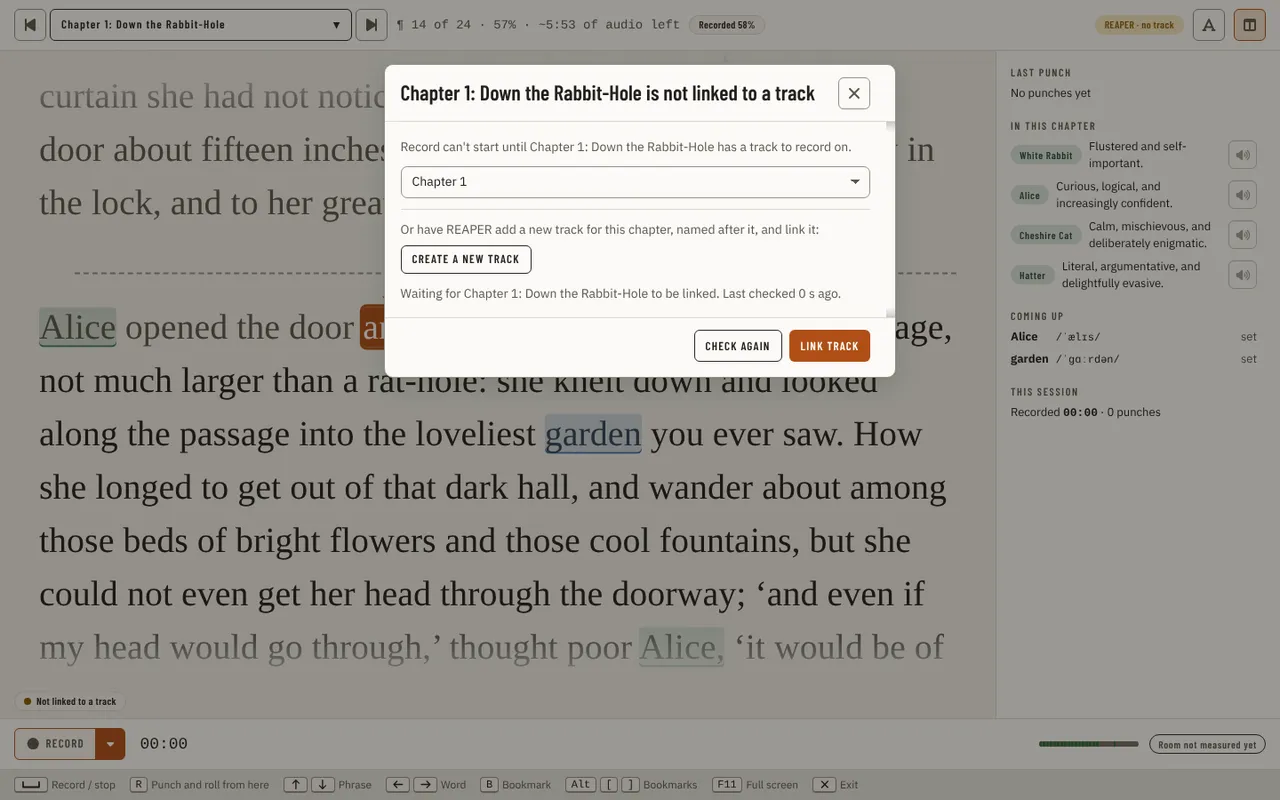 Chapter 1: Down the Rabbit-Hole
¶ 14 of 24 · 57% · ~5:53 of audio left
Recorded 58%
REAPER · no track
A
curtain she had not notic
door about fifteen inches
in
the lock, and to her grea
Chapter 1: Down the Rabbit-Hole is not linked to a track
Record can't start until Chapter 1: Down the Rabbit-Hole has a track to record on.
Chapter 1
Or have REAPER add a new track for this chapter, named after it, and link it:
CREATE A NEW TRACK
Waiting for Chapter 1: Down the Rabbit-Hole to be linked. Last checked 0 s ago.
CHECK AGAIN
LINK TRACK
Alice opened the door
age,
not much larger than a rat-hole: she knelt down and looked
along the passage into the loveliest garden you ever saw. How
she longed to get out of that dark hall, and wander about among
those beds of bright flowers and those cool fountains, but she
could not even get her head through the doorway; ‘and even if
my head would go through,’ thought poor Alice, ‘it would be of
Not linked to a track
LAST PUNCH
No punches yet
IN THIS CHAPTER
White Rabbit Flustered and self-
important.
Alice Curious, logical, and
increasingly confident.
Cheshire Cat Calm, mischievous, and
deliberately enigmatic.
Hatter Literal, argumentative, and
delightfully evasive.
COMING UP
Alice /ˈælɪs/ set
garden /ˈɡɑːrdən/ set
THIS SESSION
Recorded 00:00 · 0 punches
RECORD
00:00
Room not measured yet
Record / stop
R Punch and roll from here
↑ ↓ Phrase
← → Word
B Bookmark
Alt [ ] Bookmarks
F11 Full screen
✕ Exit